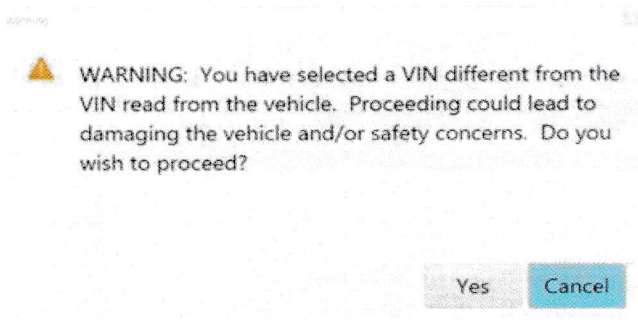 WARNING:  You have selected a VIN different from the
VIN read from the vehicle.  Proceeding could lead to
damaging the vehicle and/or safety concerns.  Do you
wish to proceed?
Yes
Cancel